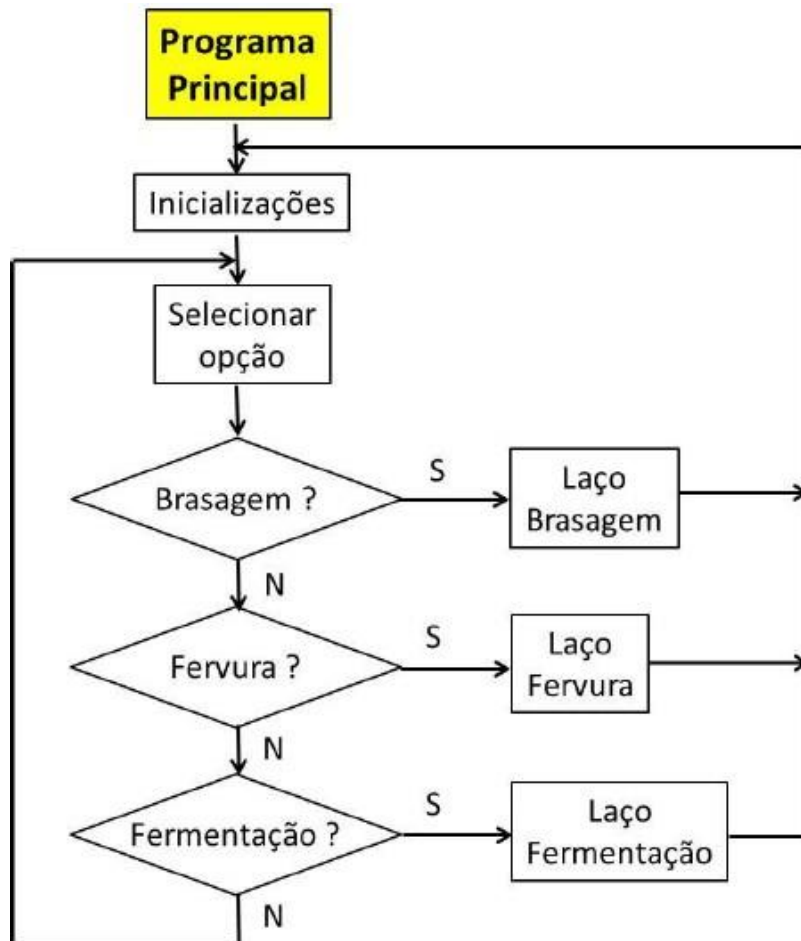 Programa
Principal
Inicializações
Selecionar
opção
Brasagem ?
S
Laço
Brasagem
N
Fervura ?
S
Laço
Fervura
N
Fermentação ?
S
Laço
Fermentação
N